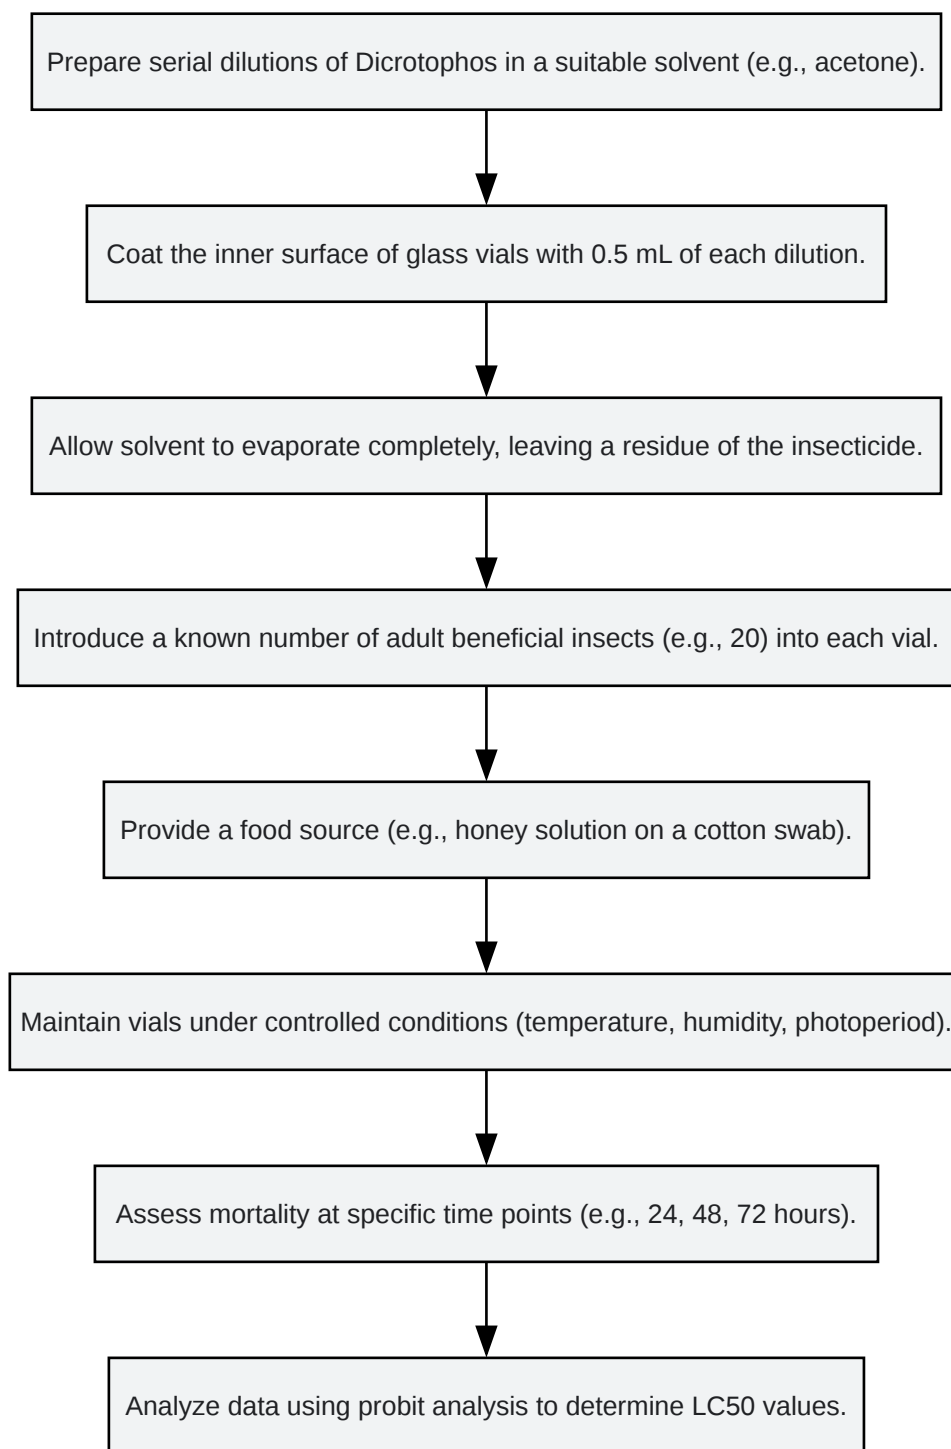 Prepare serial dilutions of Dicrotophos in a suitable solvent (e.g., acetone).
Coat the inner surface of glass vials with 0.5 mL of each dilution.
Allow solvent to evaporate completely, leaving a residue of the insecticide.
Introduce a known number of adult beneficial insects (e.g., 20) into each vial.
Provide a food source (e.g., honey solution on a cotton swab).
Maintain vials under controlled conditions (temperature, humidity, photoperiod).
Assess mortality at specific time points (e.g., 24, 48, 72 hours).
Analyze data using probit analysis to determine LC50 values.